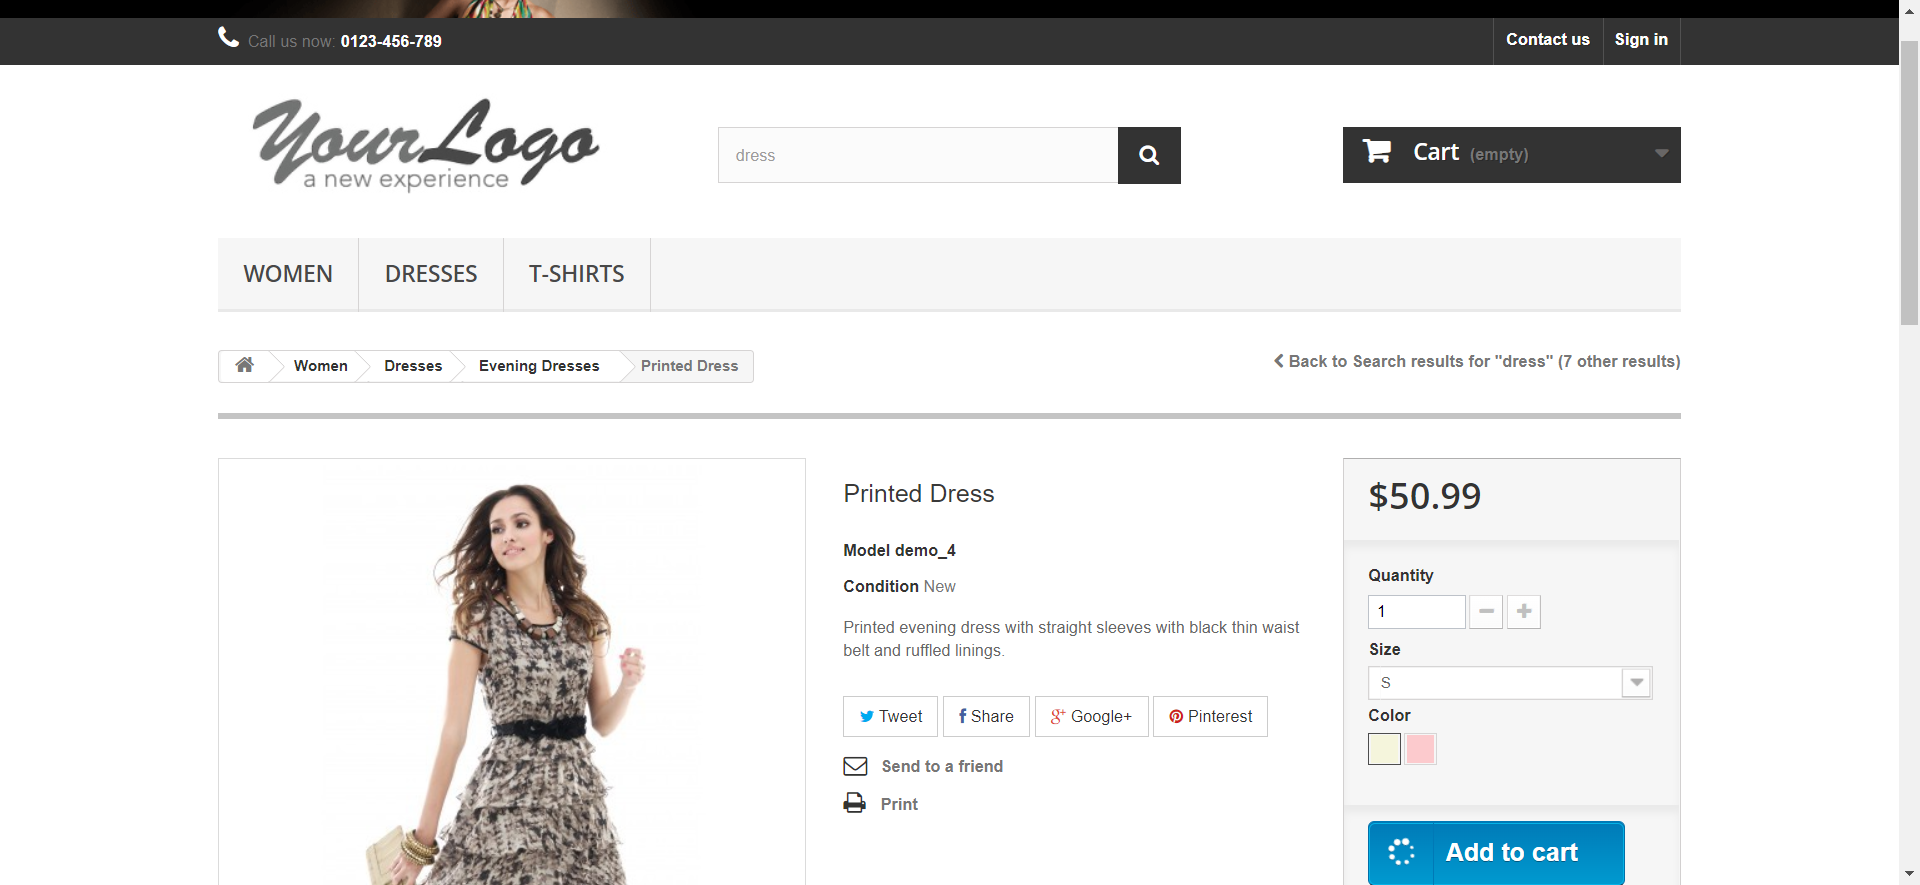 Call us now: 0123-456-789
Contact us
Sign in
YourLogo
a new experience
dress
Cart (empty)
WOMEN
DRESSES
T-SHIRTS
Women
Dresses
Evening Dresses
Printed Dress
Back to Search results for "dress" (7 other results)
Printed Dress
Model demo_4
Condition New
Printed evening dress with straight sleeves with black thin waist
belt and ruffled linings.
Tweet
Share
Google+
Pinterest
Send to a friend
Print
$50.99
Quantity
1
Size
S
Color
Add to cart